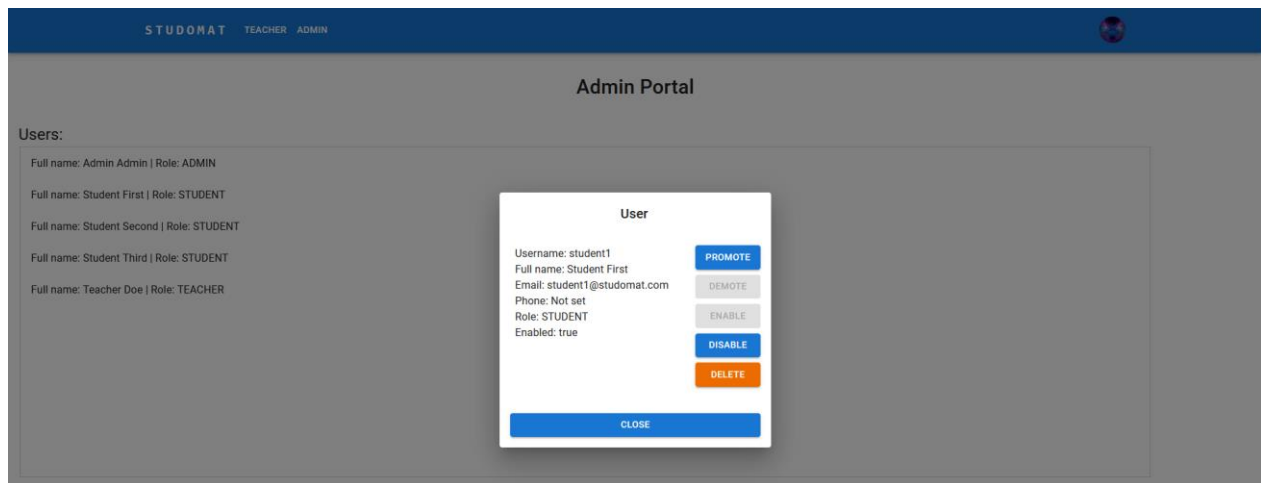 STUDOMAT TEACHER ADMIN
Admin Portal
Users:
Full name: Admin Admin | Role: ADMIN
Full name: Student First | Role: STUDENT
Full name: Student Second | Role: STUDENT
Full name: Student Third | Role: STUDENT
Full name: Teacher Doe | Role: TEACHER
User
Username: student1
Full name: Student First
Email: student1@studomat.com
Phone: Not set
Role: STUDENT
Enabled: true
PROMOTE
DEMOTE
ENABLE
DISABLE
DELETE
CLOSE